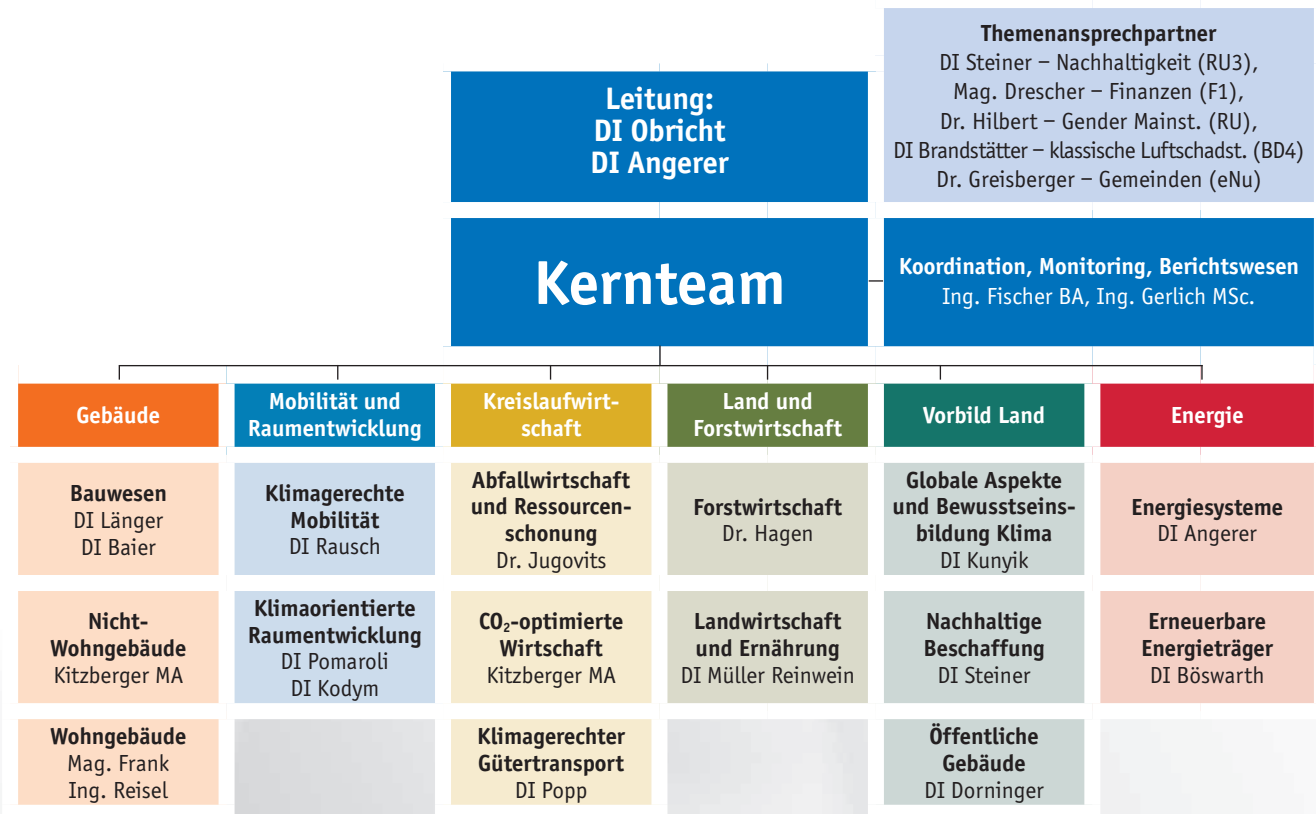 Themenansprechpartner
DI Steiner – Nachhaltigkeit (RU3),
Mag. Drescher – Finanzen (F1),
Dr. Hilbert – Gender Mainst. (RU),
DI Brandstätter – klassische Luftschadst. (BD4)
Dr. Greisberger – Gemeinden (eNu)
Leitung:
DI Obricht
DI Angerer
Kernteam
Koordination, Monitoring, Berichtswesen
Ing. Fischer BA, Ing. Gerlich MSc.
Gebäude
Mobilität und
Raumentwicklung
Kreislaufwirt-
schaft
Land und
Forstwirtschaft
Vorbild Land
Energie
Bauwesen
DI Länger
DI Baier
Klimagerechte
Mobilität
DI Rausch
Abfallwirtschaft
und Ressourcen-
schonung
Dr. Jugovits
Forstwirtschaft
Dr. Hagen
Globale Aspekte
und Bewusstseins-
bildung Klima
DI Kunyik
Energiesysteme
DI Angerer
Nicht-
Wohngebäude
Kitzberger MA
Klimaorientierte
Raumentwicklung
DI Pomaroli
DI Kodym
CO₂-optimierte
Wirtschaft
Kitzberger MA
Landwirtschaft
und Ernährung
DI Müller Reinwein
Nachhaltige
Beschaffung
DI Steiner
Erneuerbare
Energieträger
DI Böswarth
Wohngebäude
Mag. Frank
Ing. Reisel
Klimagerechter
Gütertransport
DI Popp
Öffentliche
Gebäude
DI Dorninger